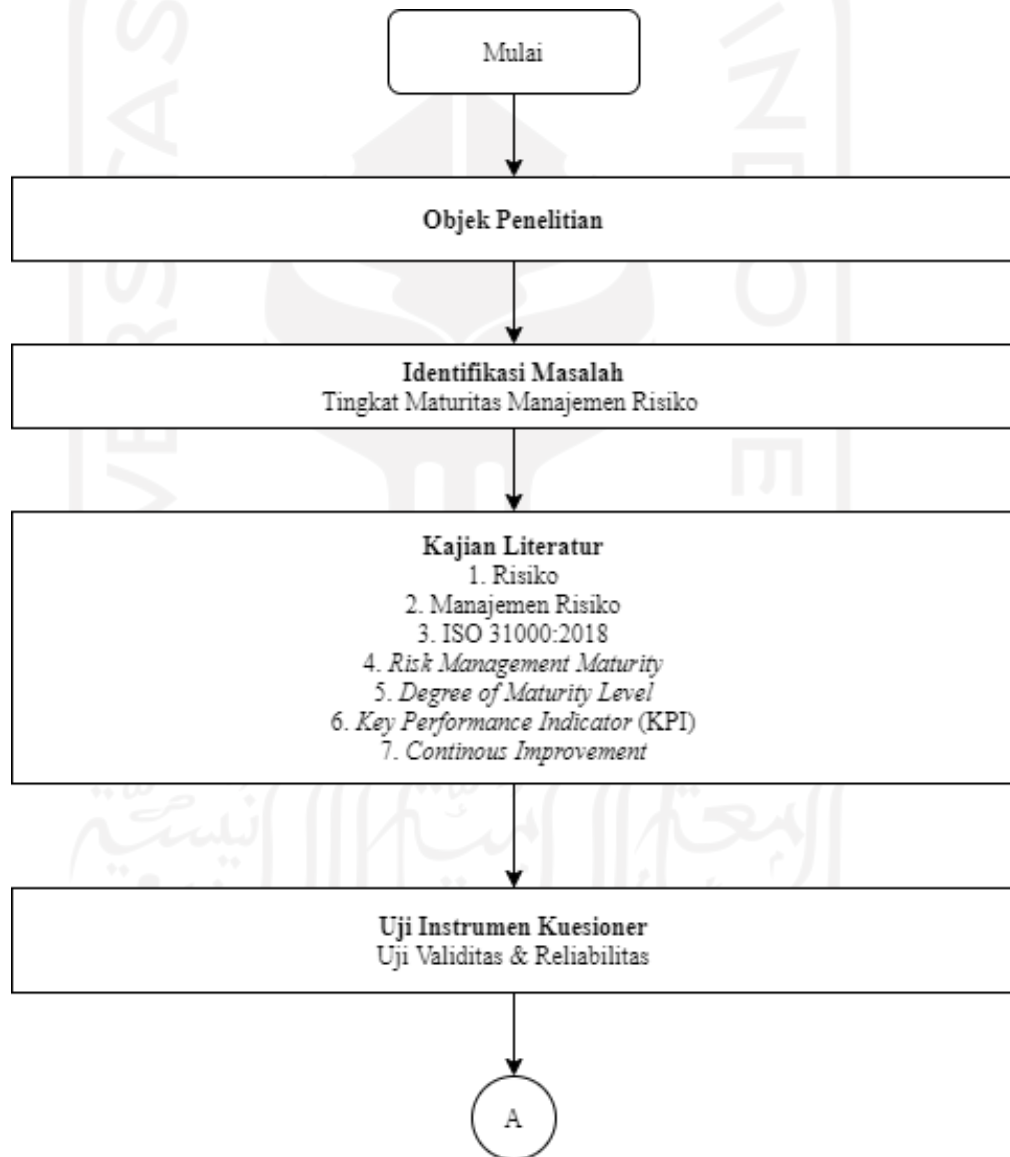 Mulai
Objek Penelitian
Identifikasi Masalah
Tingkat Maturitas Manajemen Risiko
Kajian Literatur
1. Risiko
2. Manajemen Risiko
3. ISO 31000:2018
4. Risk Management Maturity
5. Degree of Maturity Level
6. Key Performance Indicator (KPI)
7. Continous Improvement
Uji Instrumen Kuesioner
Uji Validitas & Reliabilitas
A